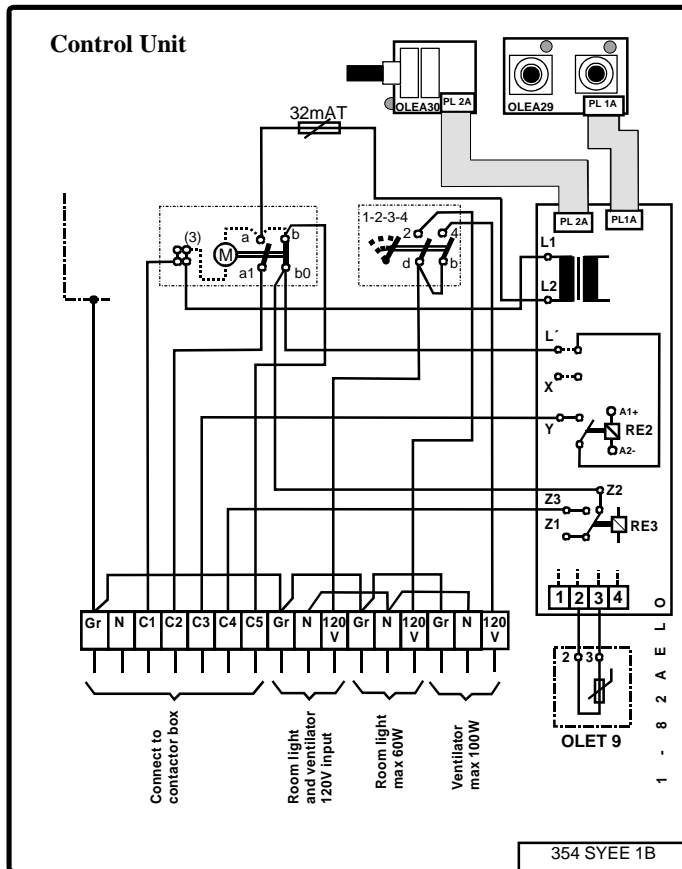 Control Unit
OLEA30
PL 2A
OLEA29
PL 1A
32mAT
(3)
a
b
M
a1
b0
1-2-3-4
2
4
d
b
PL 2A
PL1A
L1
L2
L´
X
Y
A1+
RE2
A2-
Z3
Z2
Z1
RE3
1 2 3 4
2 3
OLET 9
1 - 82AELO
Gr N C1 C2 C3 C4 C5 Gr N 120 V Gr N 120 V Gr N 120 V
Connect to
contactor box
Room light
and ventilator
120V input
Room light
max 60W
Ventilator
max 100W
354 SYEE 1B